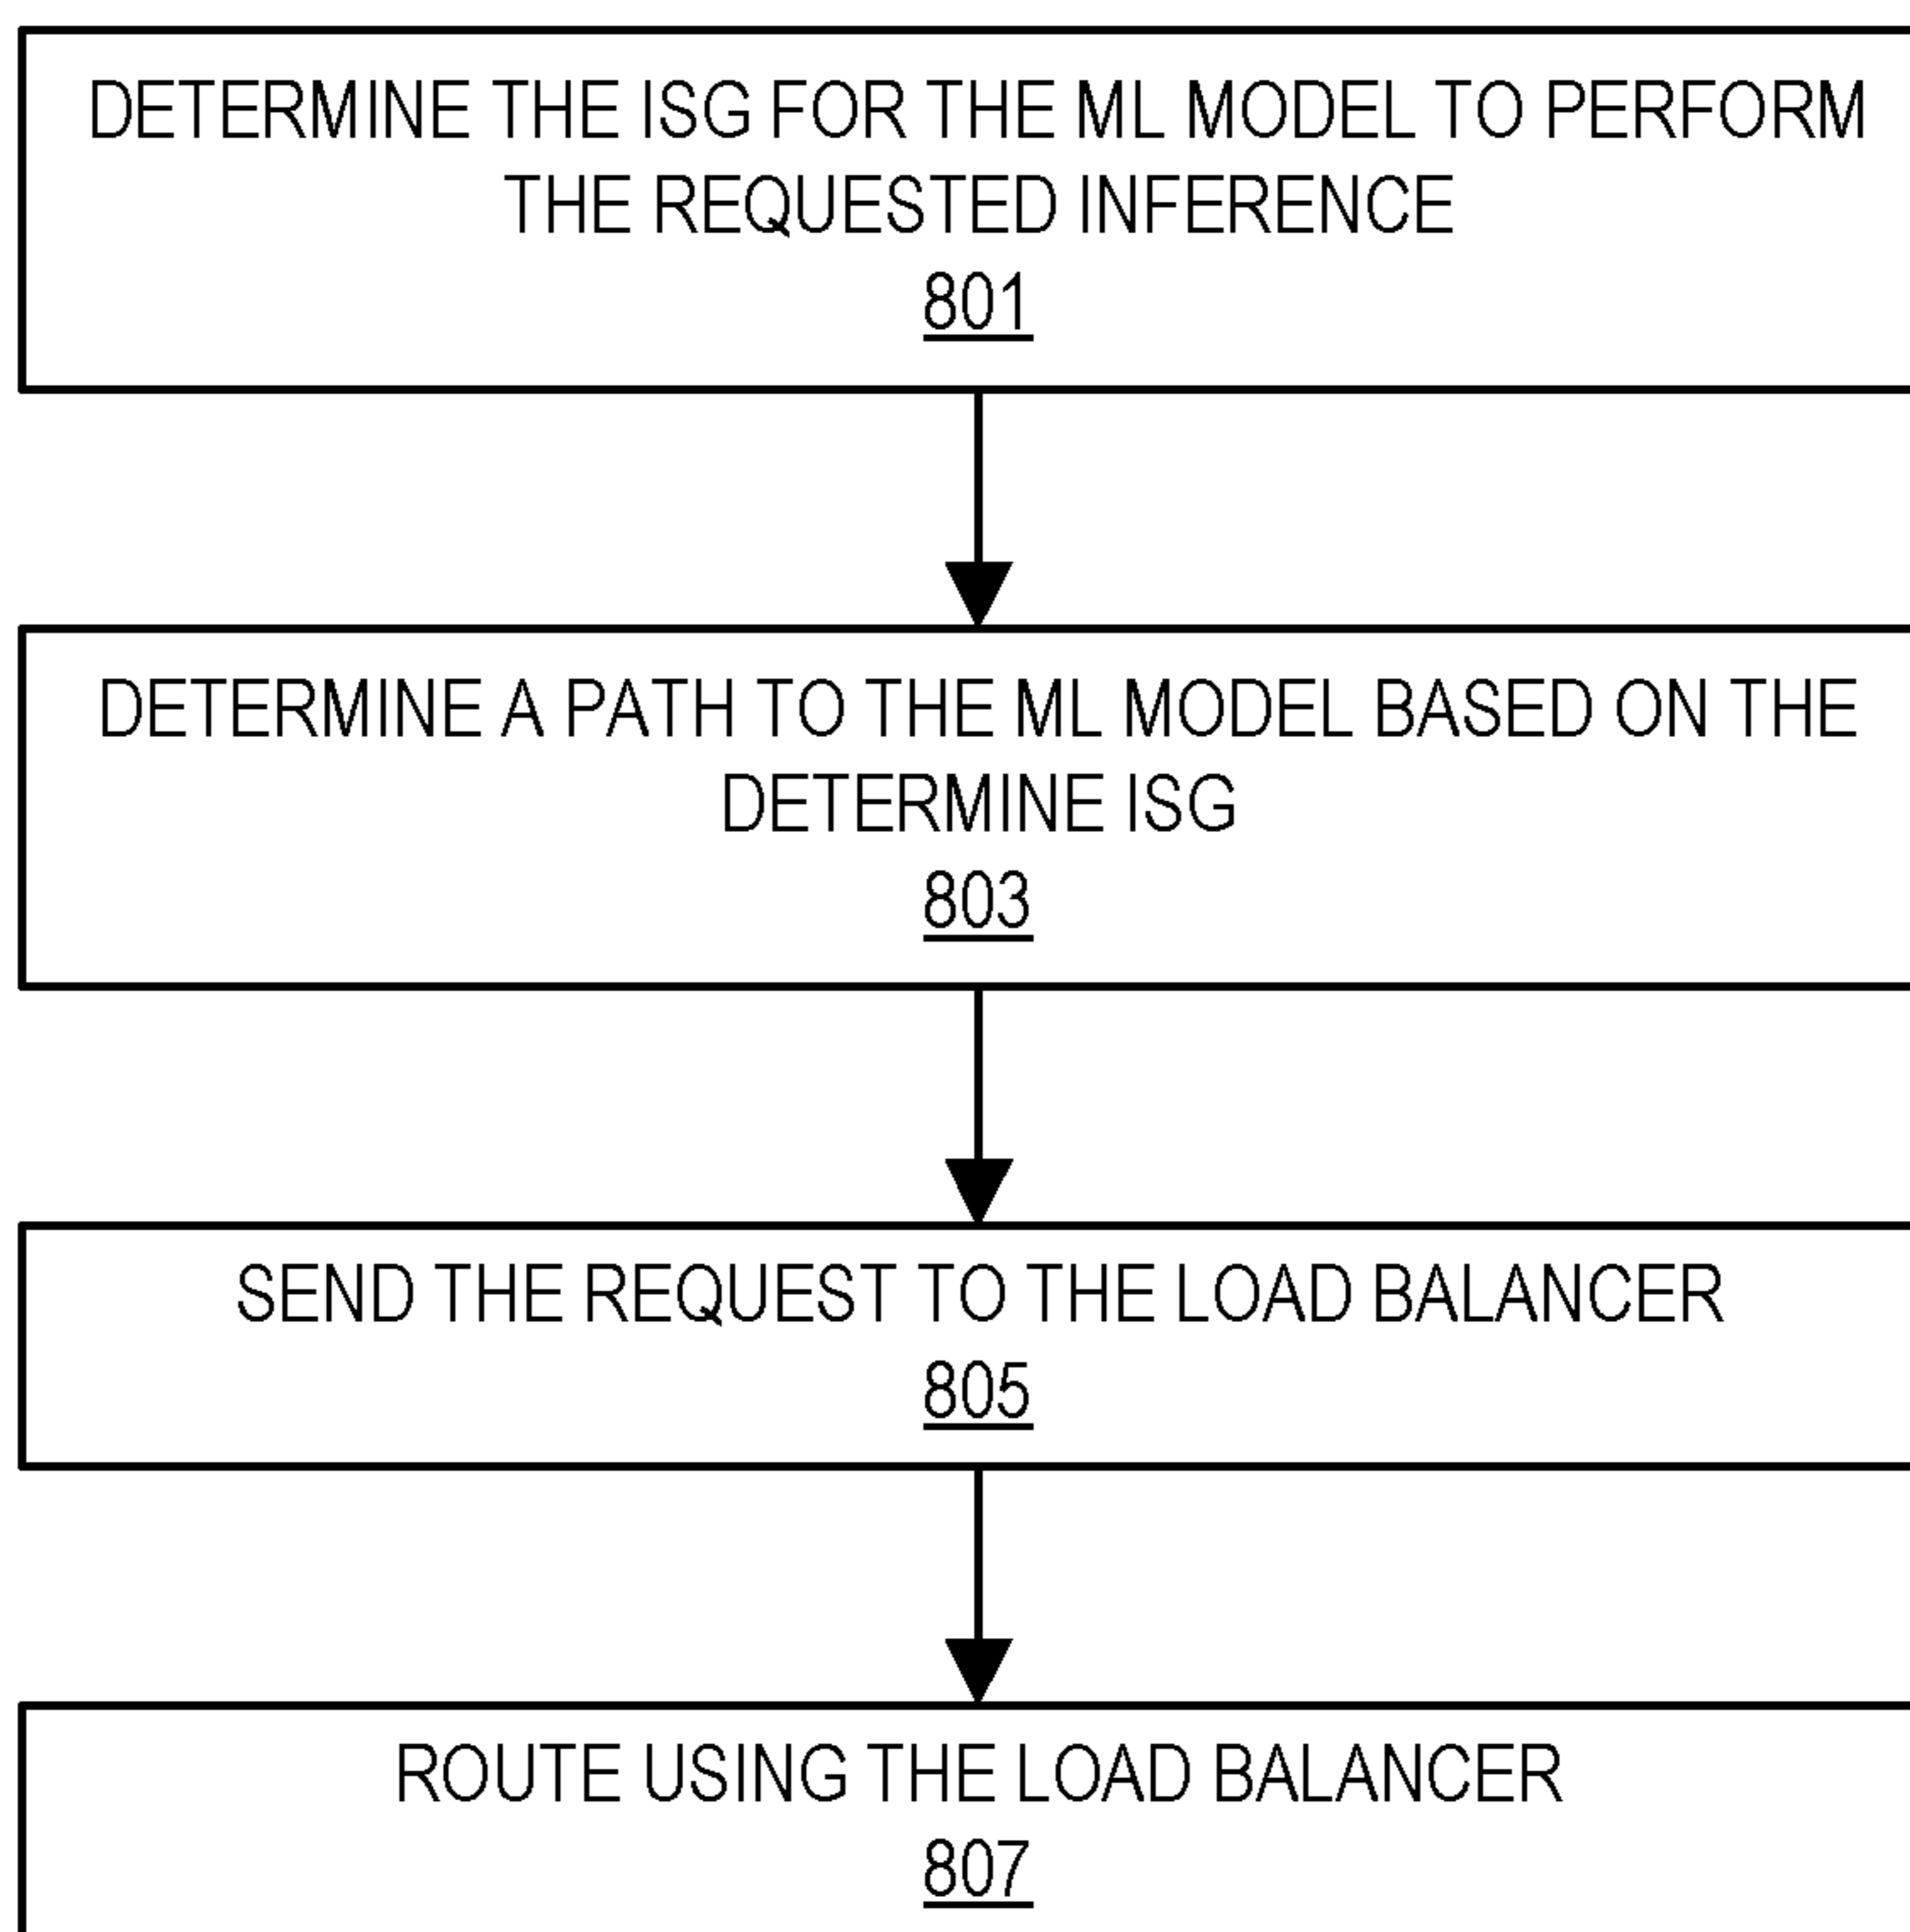 DETERMINE THE ISG FOR THE ML MODEL TO PERFORM
THE REQUESTED INFERENCE
801
DETERMINE A PATH TO THE ML MODEL BASED ON THE
DETERMINE ISG
803
SEND THE REQUEST TO THE LOAD BALANCER
805
ROUTE USING THE LOAD BALANCER
807